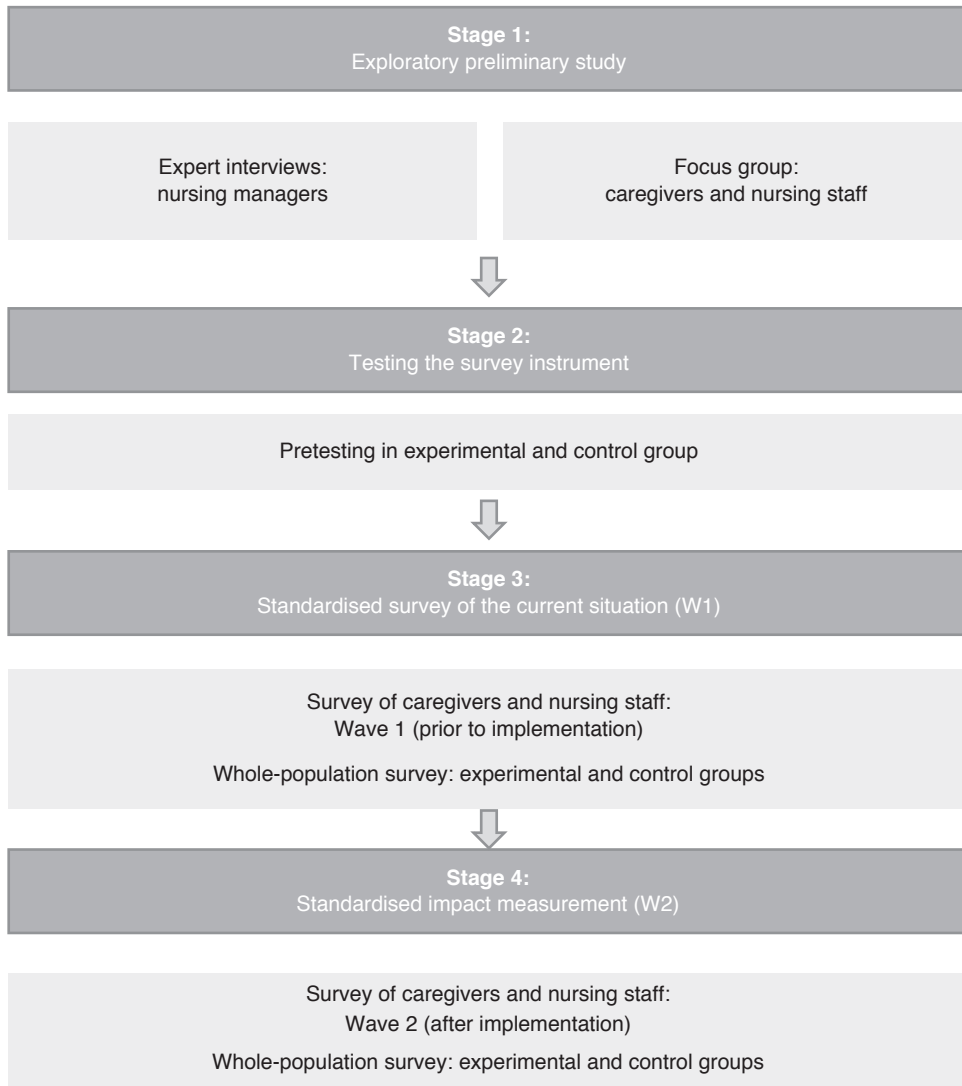 Stage 1:
Exploratory preliminary study
Expert interviews:
nursing managers
Focus group:
caregivers and nursing staff
Stage 2:
Testing the survey instrument
Pretesting in experimental and control group
Stage 3:
Standardised survey of the current situation (W1)
Survey of caregivers and nursing staff:
Wave 1 (prior to implementation)
Whole-population survey: experimental and control groups
Stage 4:
Standardised impact measurement (W2)
Survey of caregivers and nursing staff:
Wave 2 (after implementation)
Whole-population survey: experimental and control groups